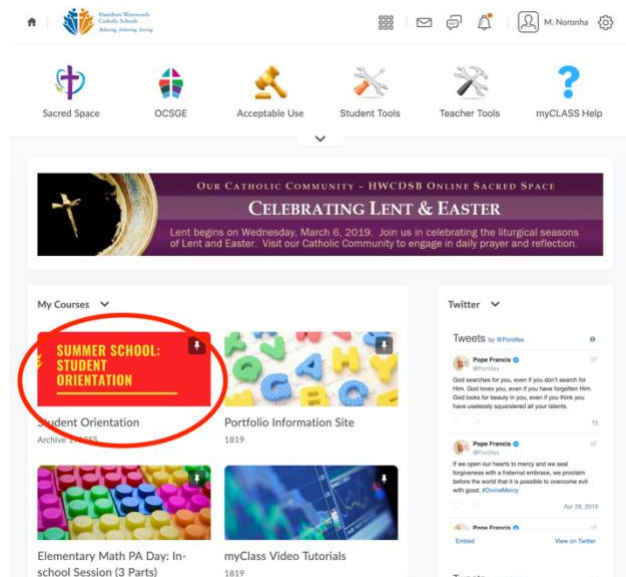 Hamilton-Wentworth
Catholic Schools
Believing, Achieving, Serving
M. Noronha
Sacred Space
OCSGE
Acceptable Use
Student Tools
Teacher Tools
myCLASS Help
OUR CATHOLIC COMMUNITY – HWCDSB ONLINE SACRED SPACE
CELEBRATING LENT & EASTER
Lent begins on Wednesday, March 6, 2019. Join us in celebrating the liturgical seasons
of Lent and Easter. Visit our Catholic Community to engage in daily prayer and reflection.
My Courses
SUMMER SCHOOL:
STUDENT
ORIENTATION
Student Orientation
Archive
Portfolio Information Site
1819
Elementary Math PA Day: In-
school Session (3 Parts)
myClass Video Tutorials
1819
Twitter
Tweets by @Pontifex
Pope Francis
@Pontifex
God searches for you, even if you don't search for
Him. God loves you, even if you have forgotten Him.
God looks for beauty in you, even if you think you
have uselessly squandered all your talents.
Pope Francis
@Pontifex
If we open our hearts to mercy and we seal
forgiveness with a fraternal embrace, we proclaim
before the world that it is possible to overcome evil
with good. #DivineMercy
Apr 28, 2019
Pope Francis
Embed
View on Twitter
Tweets